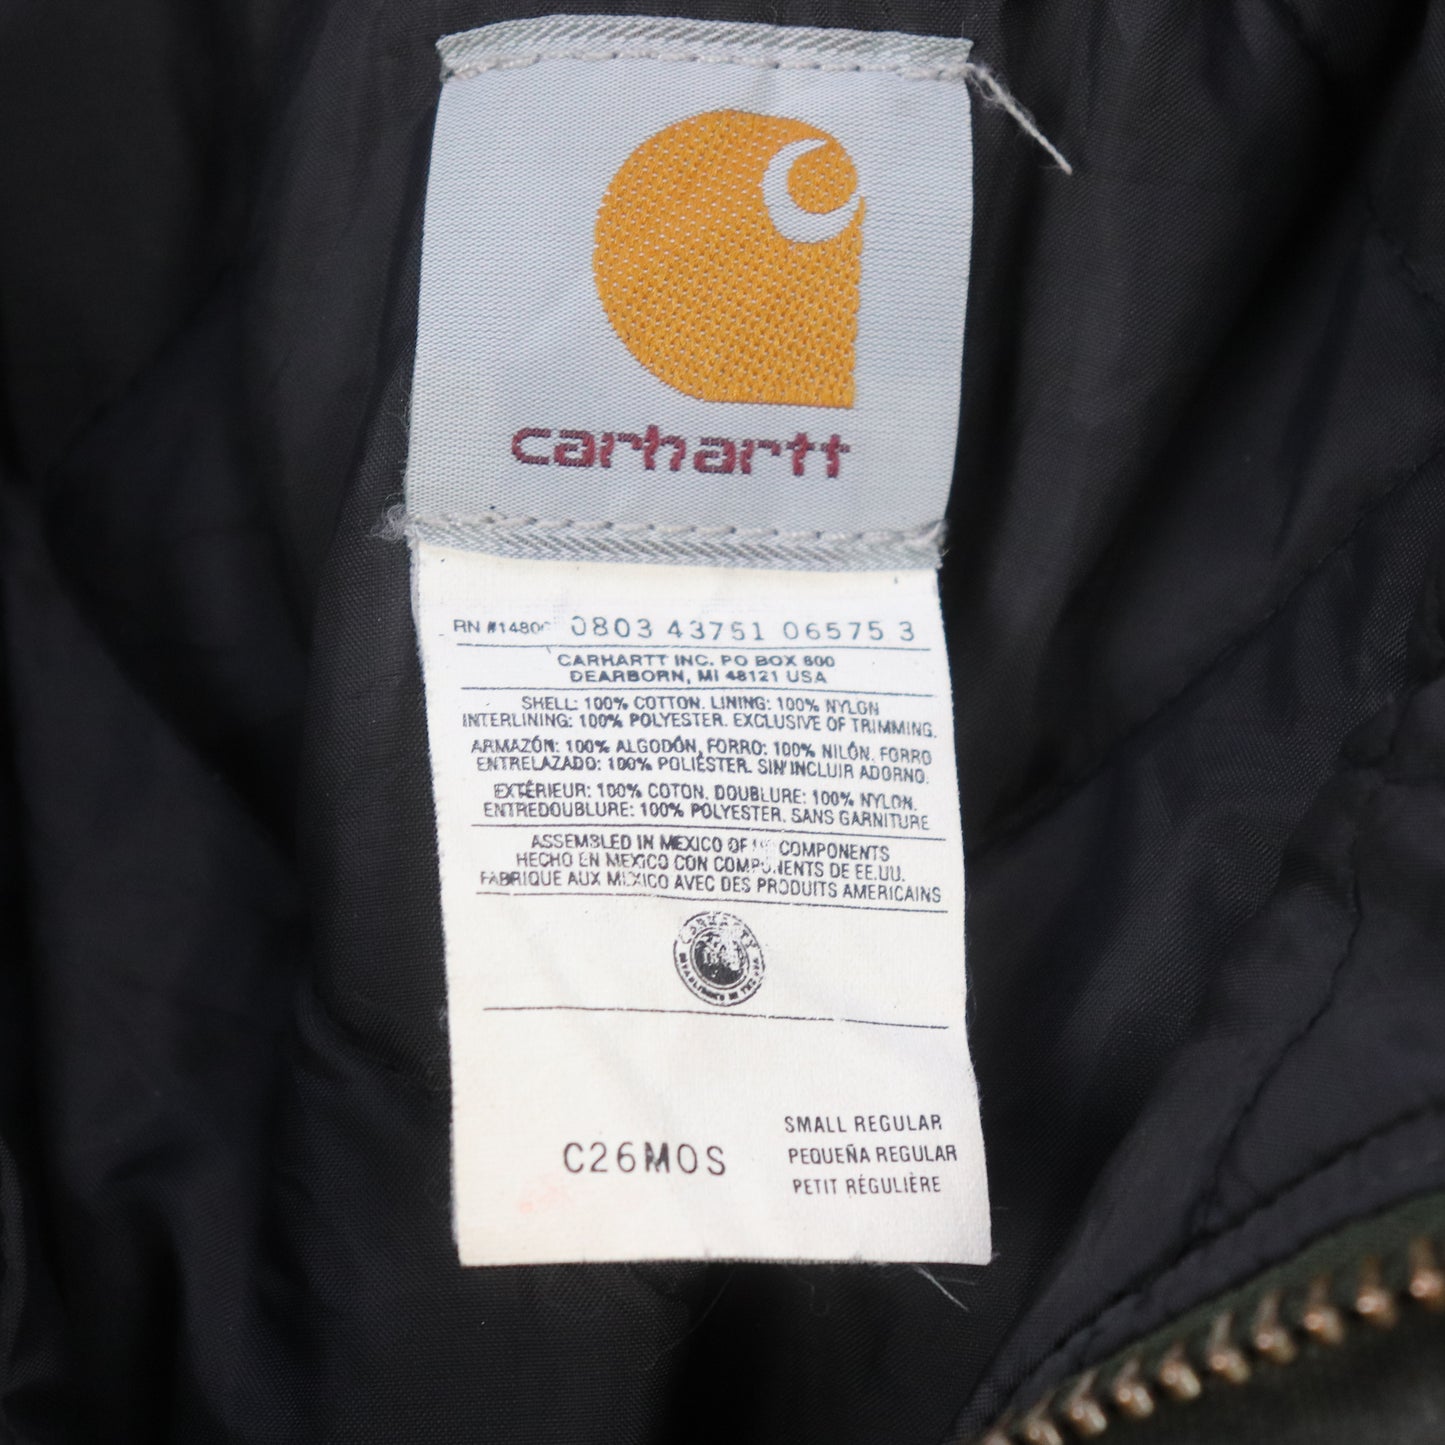 carhartt
RN #14806 0803 43751 06575 3
CARHARTT INC. PO BOX 600
DEARBORN, MI 48121 USA
SHELL: 100% COTTON. LINING: 100% NYLON
INTERLINING: 100% POLYESTER. EXCLUSIVE OF TRIMMING.
ARMAZÓN: 100% ALGODÓN, FORRO: 100% NILÓN. FORRO
ENTRELAZADO: 100% POLIÉSTER. SIN INCLUIR ADORNO.
EXTÉRIEUR: 100% COTON. DOUBLURE: 100% NYLON.
ENTREDOUBLURE: 100% POLYESTER. SANS GARNITURE
ASSEMBLED IN MEXICO OF US COMPONENTS
HECHO EN MEXICO CON COMPONENTS DE EE.UU.
FABRIQUE AUX MEXICO AVEC DES PRODUITS AMERICAINS
CARHARTT
C26MOS
SMALL REGULAR
PEQUEÑA REGULAR
PETIT RÉGULIÈRE